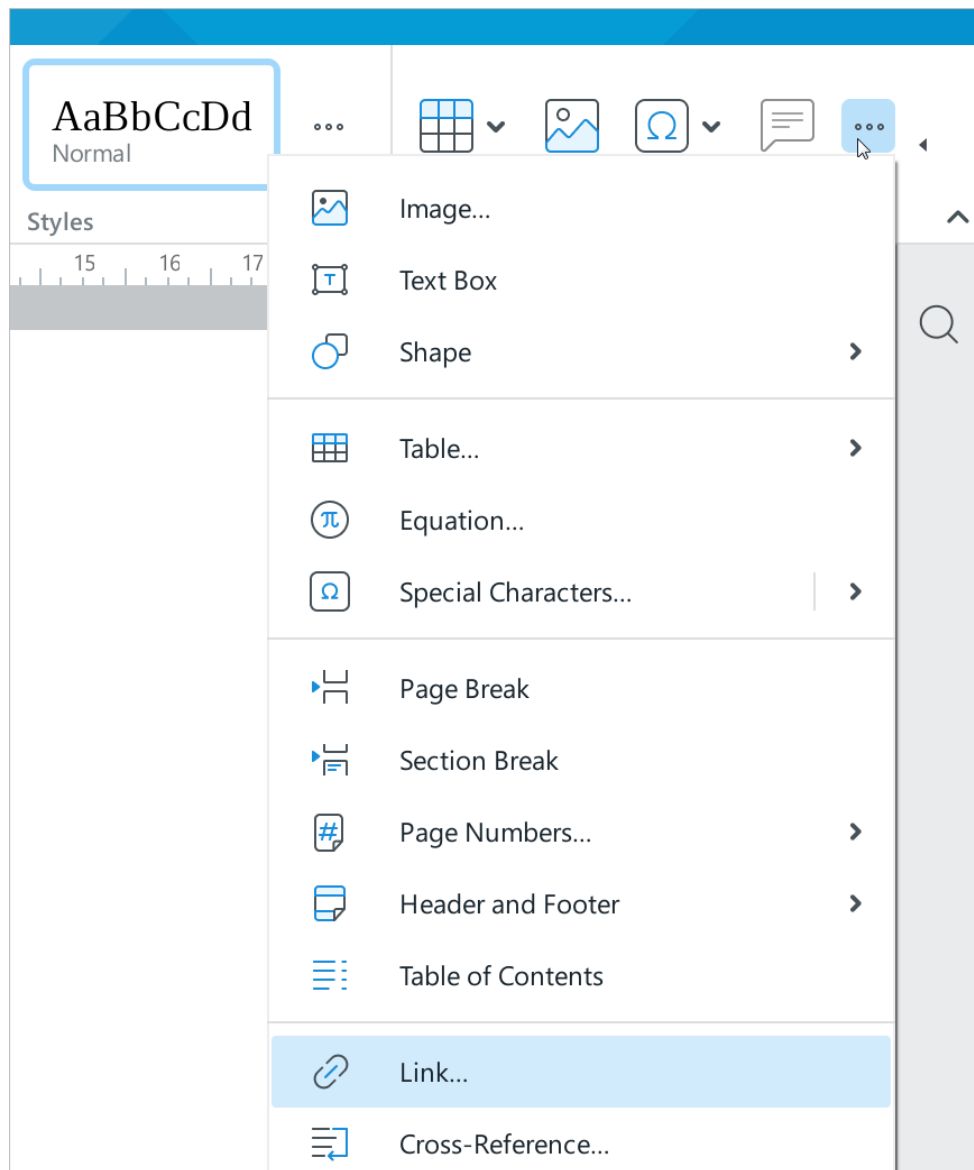 AaBbCcDd
Normal
Styles
15 16 17
Image...
Text Box
Shape
Table...
Equation...
Special Characters...
Page Break
Section Break
Page Numbers...
Header and Footer
Table of Contents
Link...
Cross-Reference...